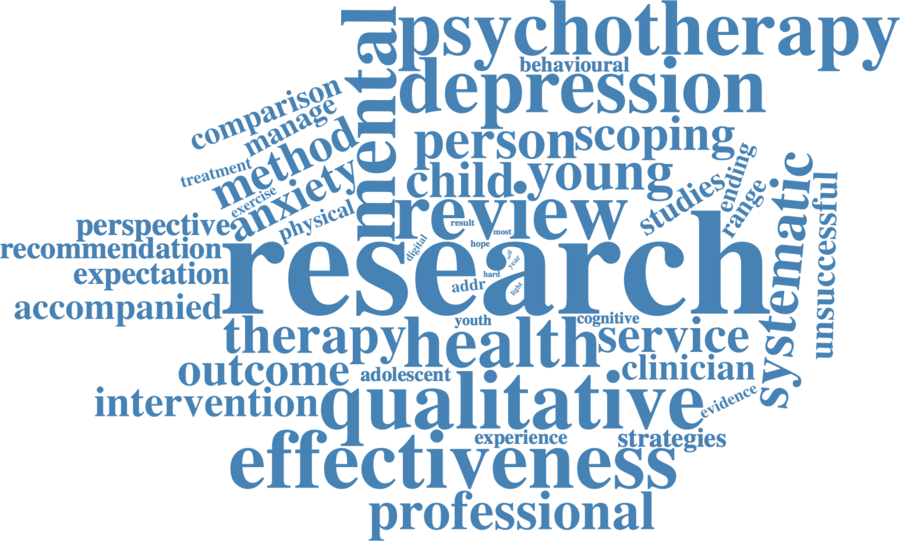 psychotherapy
mental
behavioural
depression
comparison
manage
person
scoping
method
treatment
child
young
ending
anxiety
exercise
studies
range
systematic
unsuccessful
physical
review
perspective
result
most
recommendation
digital
hope
research
self
year
expectation
hard
addr
light
accompanied
youth
cognitive
therapy
health
service
outcome
adolescent
clinician
intervention
qualitative
evidence
experience
strategies
effectiveness
professional